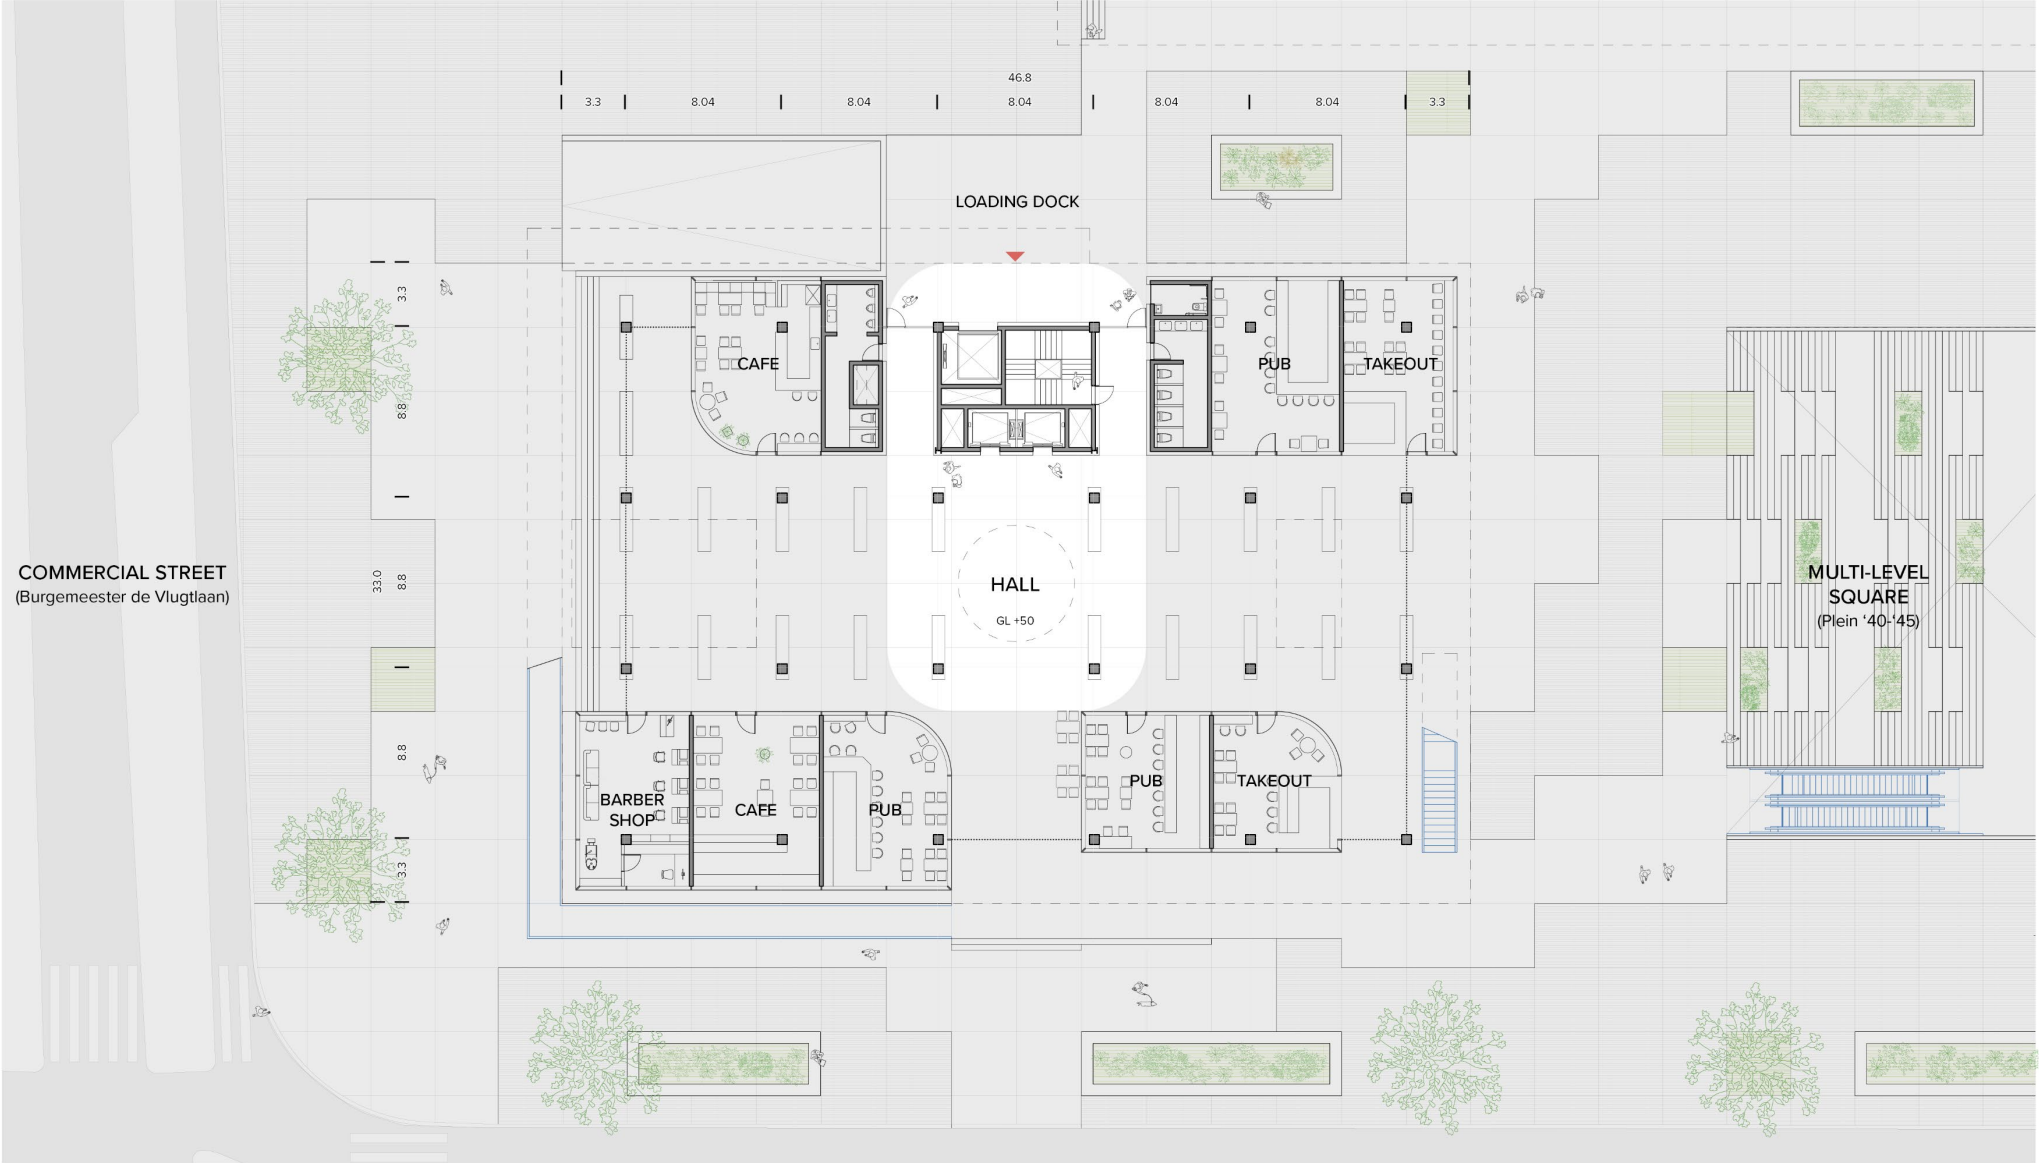 46.8
3.3
8.04
8.04
8.04
8.04
8.04
3.3
LOADING DOCK
3.3
CAFE
PUB
TAKEOUT
8.8
COMMERCIAL STREET
(Burgemeester de Vlugtlaan)
33.0
8.8
HALL
GL +50
MULTI-LEVEL
SQUARE
(Plein ‘40-‘45)
8.8
BARBER
SHOP
CAFE
PUB
PUB
TAKEOUT
3.3